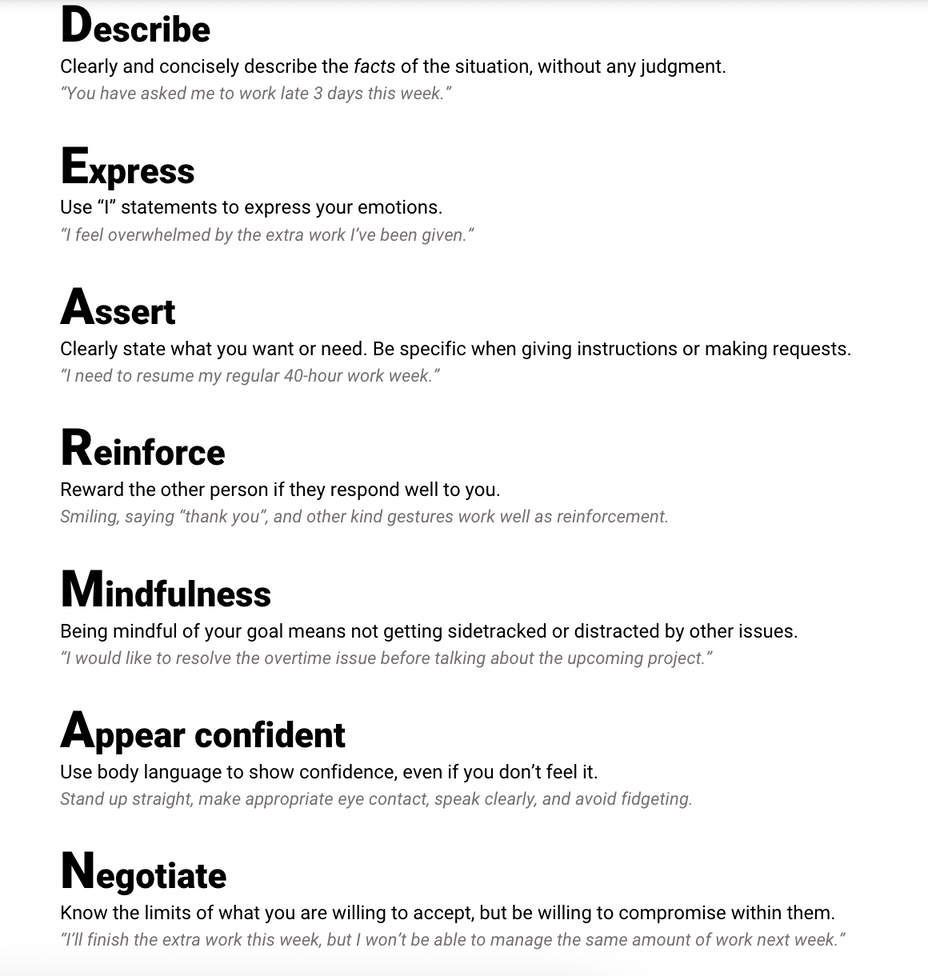 Describe
Clearly and concisely describe the facts of the situation, without any judgment.
“You have asked me to work late 3 days this week.”
Express
Use “I” statements to express your emotions.
“I feel overwhelmed by the extra work I’ve been given.”
Assert
Clearly state what you want or need. Be specific when giving instructions or making requests.
“I need to resume my regular 40-hour work week.”
Reinforce
Reward the other person if they respond well to you.
Smiling, saying “thank you”, and other kind gestures work well as reinforcement.
Mindfulness
Being mindful of your goal means not getting sidetracked or distracted by other issues.
“I would like to resolve the overtime issue before talking about the upcoming project.”
Appear confident
Use body language to show confidence, even if you don’t feel it.
Stand up straight, make appropriate eye contact, speak clearly, and avoid fidgeting.
Negotiate
Know the limits of what you are willing to accept, but be willing to compromise within them.
“I’ll finish the extra work this week, but I won’t be able to manage the same amount of work next week.”